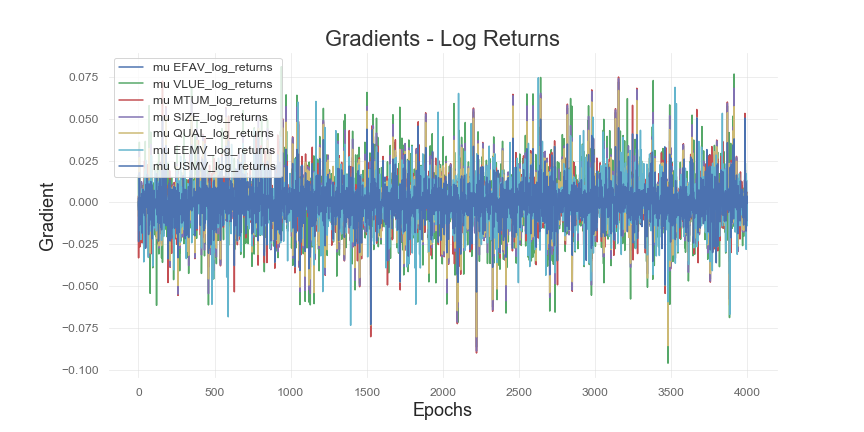 Gradients - Log Returns
mu EFAV_log_returns
mu VLUE_log_returns
mu MTUM_log_returns
mu SIZE_log_returns
mu QUAL_log_returns
mu EEMV_log_returns
mu USMV_log_returns
0.075
0.050
0.025
0.000
−0.025
−0.050
−0.075
−0.100
Gradient
0 500 1000 1500 2000 2500 3000 3500 4000
Epochs